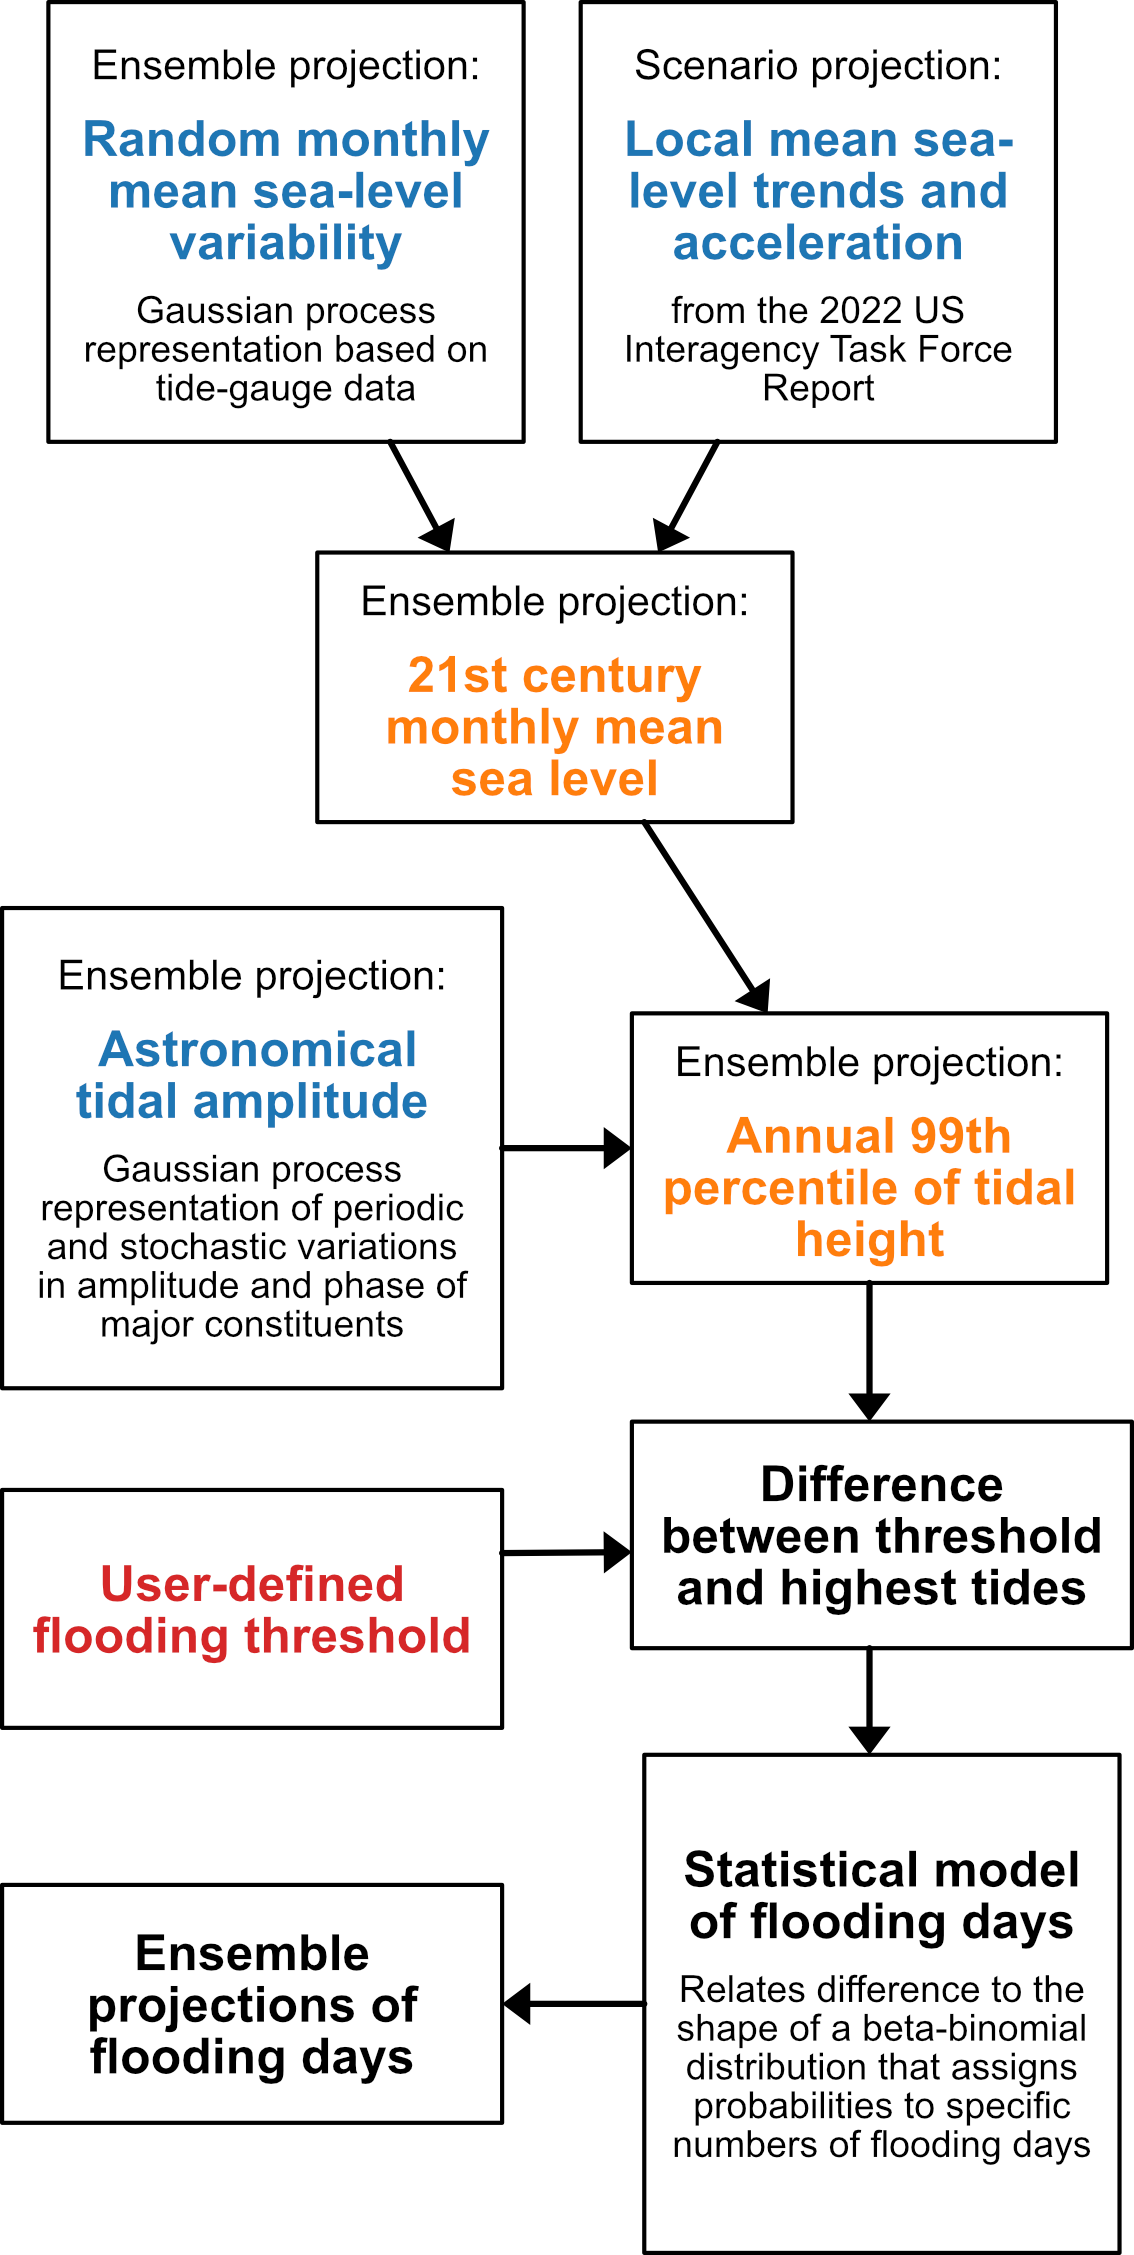 Ensemble projection:
Random monthly
mean sea-level
variability
Gaussian process
representation based on
tide-gauge data
Scenario projection:
Local mean sea-
level trends and
acceleration
from the 2022 US
Interagency Task Force
Report
Ensemble projection:
21st century
monthly mean
sea level
Ensemble projection:
Astronomical
tidal amplitude
Gaussian process
representation of periodic
and stochastic variations
in amplitude and phase of
major constituents
Ensemble projection:
Annual 99th
percentile of tidal
height
User-defined
flooding threshold
Difference
between threshold
and highest tides
Statistical model
of flooding days
Relates difference to the
shape of a beta-binomial
distribution that assigns
probabilities to specific
numbers of flooding days
Ensemble
projections of
flooding days